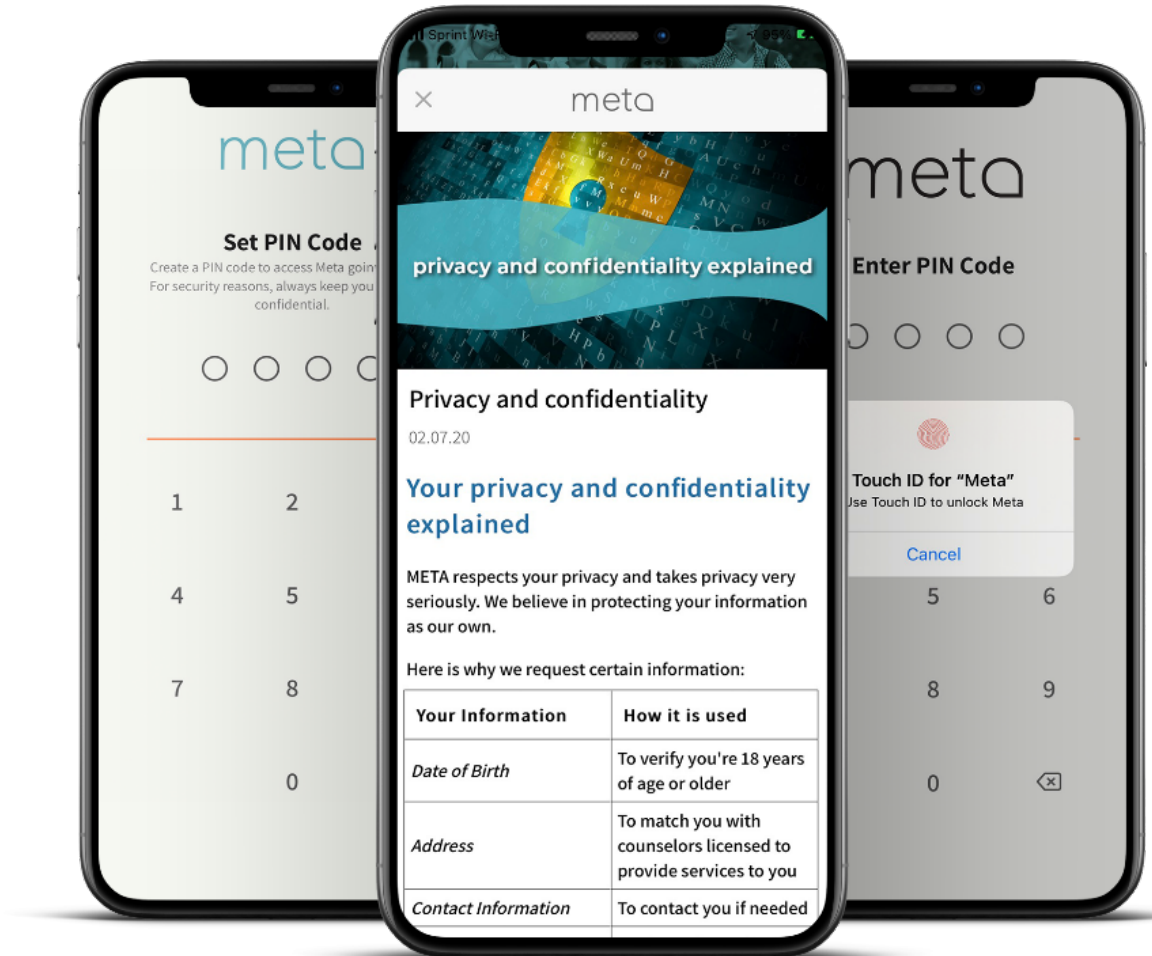 meta
Set PIN Code
Create a PIN code to access Meta
For security reasons, always keep
confidential.
1 2
4 5
7 8
0
Sprint
95%
meta
privacy and confidentiality explained
Privacy and confidentiality
02.07.20
Your privacy and confidentiality
explained
META respects your privacy and takes privacy very
seriously. We believe in protecting your information
as our own.
Here is why we request certain information:
Your Information How it is used
Date of Birth To verify you're 18 years
of age or older
Address To match you with
counselors licensed to
provide services to you
Contact Information To contact you if needed
meta
Enter PIN Code
Touch ID for “Meta”
Use Touch ID to unlock Meta
Cancel
5 6
8 9
0